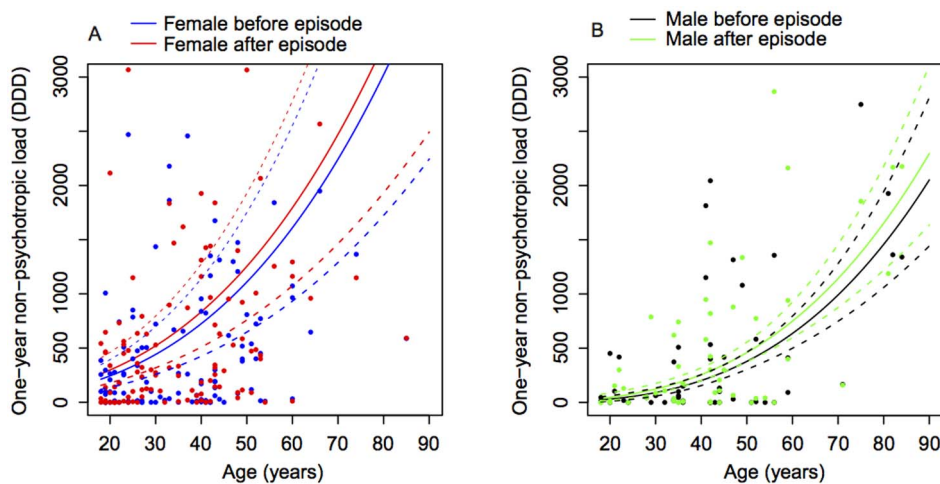 A
Female before episode
Female after episode
One−year non−psychotropic load (DDD)
3000
2000
1000
500
0
20 30 40 50 60 70 80 90
Age (years)
B
Male before episode
Male after episode
One−year non−psychotropic load (DDD)
3000
2000
1000
500
0
20 30 40 50 60 70 80 90
Age (years)